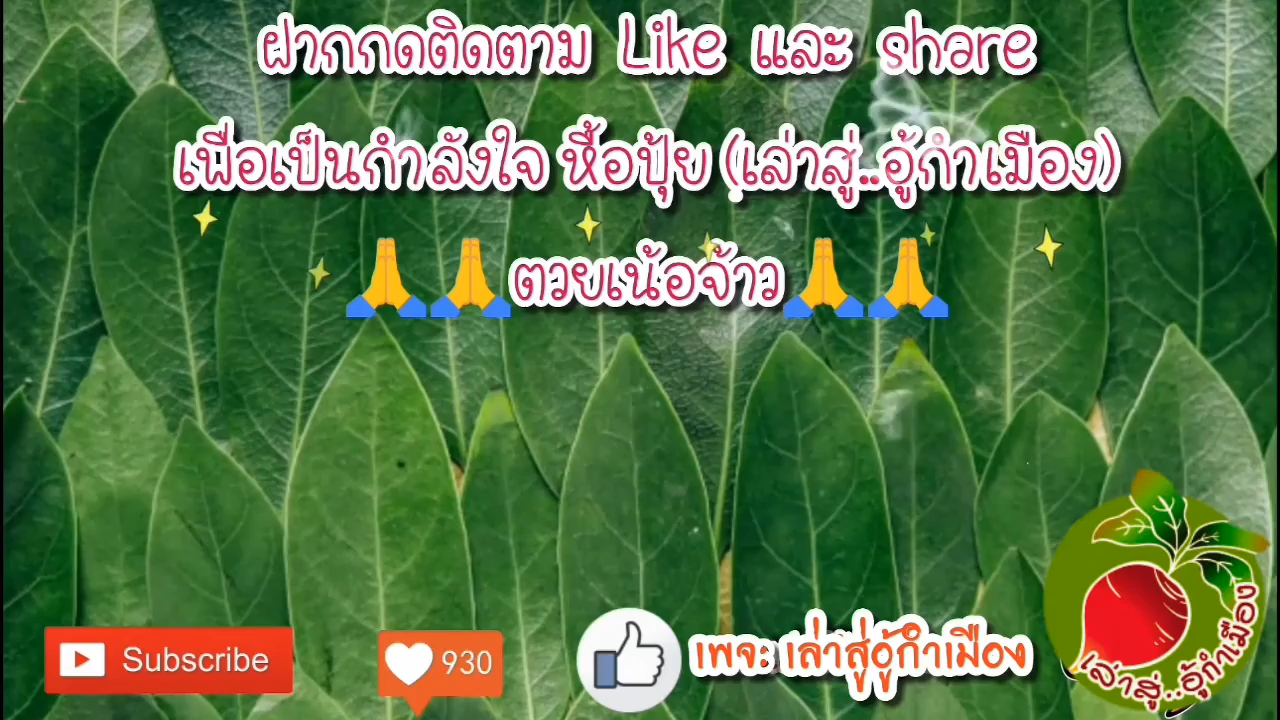 ฝากกดติดตาม Like และ share
เพื่อเป็นกำลังใจ หื้อปุ้ย (เล่าสู่..อู้กำเมือง)
ตวยเน้อจ้าว
Subscribe
930
เพจ: เล่าสู่อู้กำเมือง
เล่าสู่..อู้กำเมือง